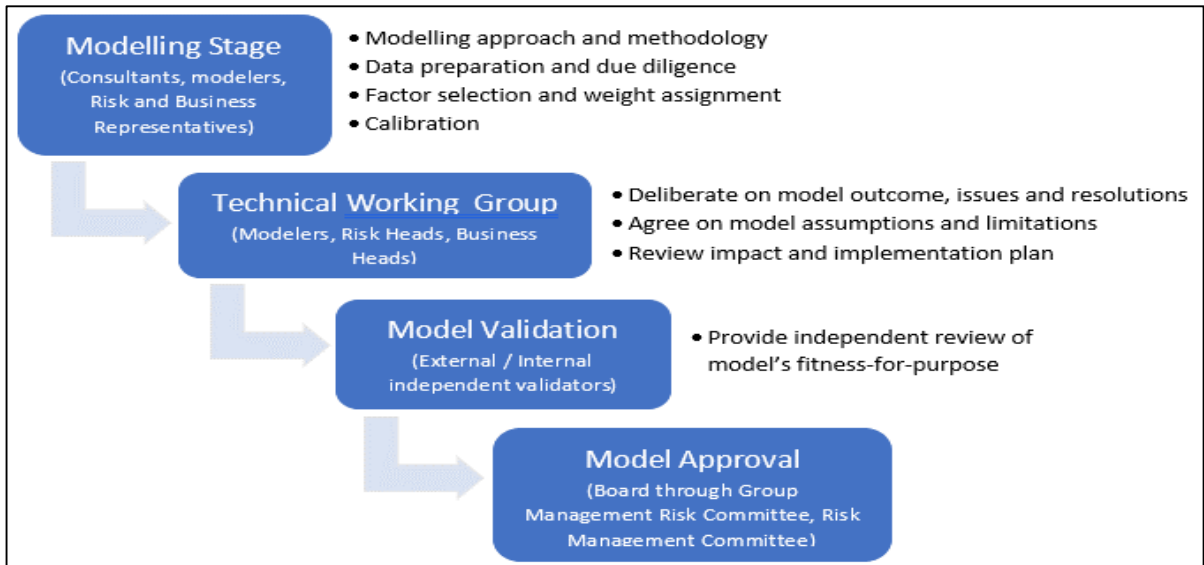 Modelling Stage
(Consultants, modelers,
Risk and Business
Representatives)
• Modelling approach and methodology
• Data preparation and due diligence
• Factor selection and weight assignment
• Calibration
Technical Working Group
(Modelers, Risk Heads, Business
Heads)
• Deliberate on model outcome, issues and resolutions
• Agree on model assumptions and limitations
• Review impact and implementation plan
Model Validation
(External / Internal
independent validators)
• Provide independent review of
model's fitness-for-purpose
Model Approval
(Board through Group
Management Risk Committee, Risk
Management Committee)